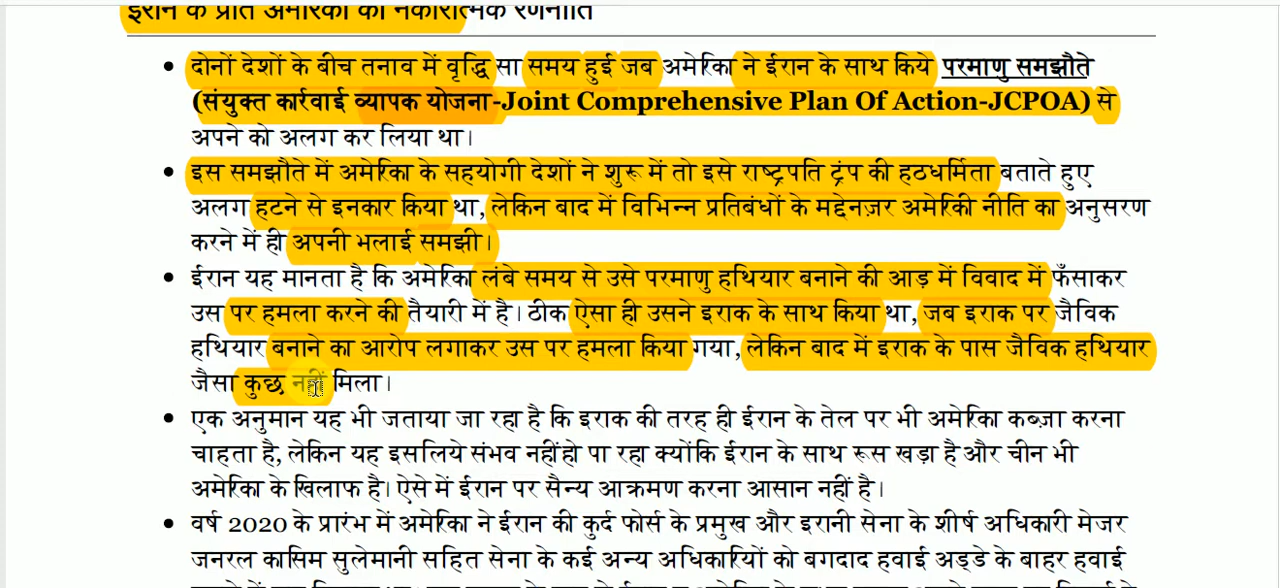 ईरान के प्रति अमेरिका की नकारात्मक रणनीति
दोनों देशों के बीच तनाव में वृद्धि सा समय हुई जब अमेरिका ने ईरान के साथ किये परमाणु समझौते
(संयुक्त कार्रवाई व्यापक योजना-Joint Comprehensive Plan Of Action-JCPOA) से
अपने को अलग कर लिया था।
इस समझौते में अमेरिका के सहयोगी देशों ने शुरू में तो इसे राष्ट्रपति ट्रंप की हठधर्मिता बताते हुए
अलग हटने से इनकार किया था, लेकिन बाद में विभिन्न प्रतिबंधों के मद्देनज़र अमेरिकी नीति का अनुसरण
करने में ही अपनी भलाई समझी।
ईरान यह मानता है कि अमेरिका लंबे समय से उसे परमाणु हथियार बनाने की आड़ में विवाद में फँसाकर
उस पर हमला करने की तैयारी में है। ठीक ऐसा ही उसने इराक के साथ किया था, जब इराक पर जैविक
हथियार बनाने का आरोप लगाकर उस पर हमला किया गया, लेकिन बाद में इराक के पास जैविक हथियार
जैसा कुछ नहीं मिला।
एक अनुमान यह भी जताया जा रहा है कि इराक की तरह ही ईरान के तेल पर भी अमेरिका कब्ज़ा करना
चाहता है, लेकिन यह इसलिये संभव नहीं हो पा रहा क्योंकि ईरान के साथ रूस खड़ा है और चीन भी
अमेरिका के खिलाफ है। ऐसे में ईरान पर सैन्य आक्रमण करना आसान नहीं है।
वर्ष 2020 के प्रारंभ में अमेरिका ने ईरान की कुर्द फोर्स के प्रमुख और इरानी सेना के शीर्ष अधिकारी मेजर
जनरल कासिम सुलेमानी सहित सेना के कई अन्य अधिकारियों को बगदाद हवाई अड्डे के बाहर हवाई